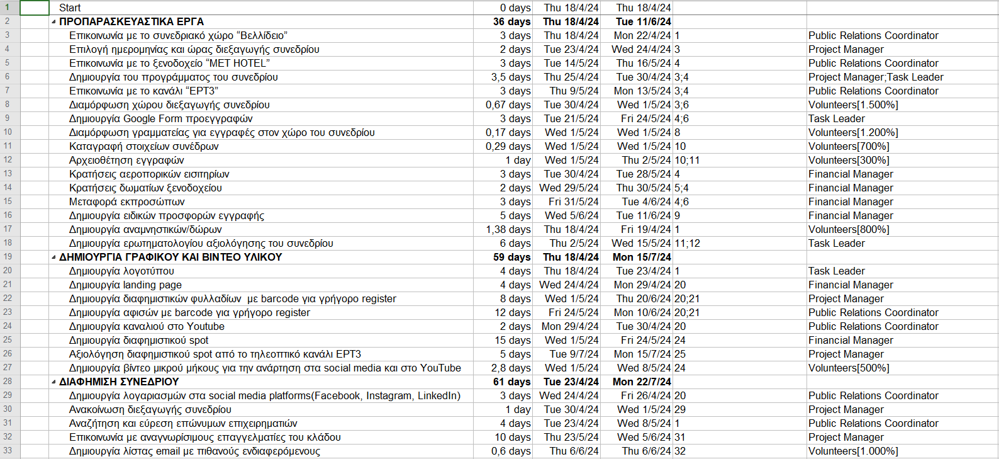 1 Start 0 days Thu 18/4/24 Thu 18/4/24
2 ΠΡΟΠΑΡΑΣΚΕΥΑΣΤΙΚΑ ΕΡΓΑ 36 days Thu 18/4/24 Tue 11/6/24
3 Επικοινωνία με το συνεδριακό χώρο “Βελλίδειο” 3 days Thu 18/4/24 Mon 22/4/24 1 Public Relations Coordinator
4 Επιλογή ημερομηνίας και ώρας διεξαγωγής συνεδρίου 2 days Tue 23/4/24 Wed 24/4/24 3 Project Manager
5 Επικοινωνία με το ξενοδοχείο “MET HOTEL” 3 days Tue 14/5/24 Thu 16/5/24 4 Public Relations Coordinator
6 Δημιουργία του προγράμματος του συνεδρίου 3,5 days Thu 25/4/24 Tue 30/4/24 3;4 Project Manager;Task Leader
7 Επικοινωνία με το κανάλι “ΕΡΤ3” 3 days Thu 9/5/24 Mon 13/5/24 3;4 Public Relations Coordinator
8 Διαμόρφωση χώρου διεξαγωγής συνεδρίου 0,67 days Tue 30/4/24 Wed 1/5/24 3;6 Volunteers[1.500%]
9 Δημιουργία Google Form προεγγραφών 3 days Tue 21/5/24 Fri 24/5/24 4;6 Task Leader
10 Διαμόρφωση γραμματείας για εγγραφές στον χώρο του συνεδρίου 0,17 days Wed 1/5/24 Wed 1/5/24 8 Volunteers[1.200%]
11 Καταγραφή στοιχείων συνέδρων 0,29 days Wed 1/5/24 Wed 1/5/24 10 Volunteers[700%]
12 Αρχειοθέτηση εγγραφών 1 day Wed 1/5/24 Thu 2/5/24 10;11 Volunteers[300%]
13 Κρατήσεις αεροπορικών εισιτηρίων 3 days Tue 30/4/24 Tue 28/5/24 4 Financial Manager
14 Κρατήσεις δωματίων ξενοδοχείου 2 days Wed 29/5/24 Thu 30/5/24 5;4 Financial Manager
15 Μεταφορά εκπροσώπων 3 days Fri 31/5/24 Tue 4/6/24 4;6 Financial Manager
16 Δημιουργία ειδικών προσφορών εγγραφής 5 days Wed 5/6/24 Tue 11/6/24 9 Financial Manager
17 Δημιουργία αναμνηστικών/δώρων 1,38 days Thu 18/4/24 Fri 19/4/24 1 Volunteers[800%]
18 Δημιουργία ερωτηματολογίου αξιολόγησης του συνεδρίου 6 days Thu 2/5/24 Wed 15/5/24 11;12 Task Leader
19 ΔΗΜΙΟΥΡΓΙΑ ΓΡΑΦΙΚΟΥ ΚΑΙ ΒΙΝΤΕΟ ΥΛΙΚΟΥ 59 days Thu 18/4/24 Mon 15/7/24
20 Δημιουργία λογοτύπου 4 days Thu 18/4/24 Tue 23/4/24 1 Task Leader
21 Δημιουργία landing page 4 days Wed 24/4/24 Mon 29/4/24 20 Financial Manager
22 Δημιουργία διαφημιστικών φυλλαδίων με barcode για γρήγορο register 8 days Wed 1/5/24 Thu 20/6/24 20;21 Project Manager
23 Δημιουργία αφισών με barcode για γρήγορο register 12 days Fri 24/5/24 Mon 10/6/24 20;21 Public Relations Coordinator
24 Δημιουργία καναλιού στο Youtube 2 days Mon 29/4/24 Tue 30/4/24 20 Public Relations Coordinator
25 Δημιουργία διαφημιστικού spot 15 days Wed 1/5/24 Fri 24/5/24 24 Financial Manager
26 Αξιολόγηση διαφημιστικού spot από το τηλεοπτικό κανάλι ΕΡΤ3 5 days Tue 9/7/24 Mon 15/7/24 25 Project Manager
27 Δημιουργία βίντεο μικρού μήκους για την ανάρτηση στα social media και στο YouTube 2,8 days Wed 1/5/24 Wed 8/5/24 24 Volunteers[500%]
28 ΔΙΑΦΗΜΙΣΗ ΣΥΝΕΔΡΙΟΥ 61 days Tue 23/4/24 Mon 22/7/24
29 Δημιουργία λογαριασμών στα social media platforms(Facebook, Instagram, LinkedIn) 3 days Wed 24/4/24 Fri 26/4/24 20 Public Relations Coordinator
30 Ανακοίνωση διεξαγωγής συνεδρίου 1 day Tue 30/4/24 Wed 1/5/24 29 Project Manager
31 Αναζήτηση και εύρεση επώνυμων επιχειρηματιών 4 days Tue 23/4/24 Wed 8/5/24 1 Public Relations Coordinator
32 Επικοινωνία με αναγνωρίσιμους επαγγελματίες του κλάδου 10 days Thu 23/5/24 Wed 5/6/24 31 Project Manager
33 Δημιουργία λίστας email με πιθανούς ενδιαφερόμενους 0,6 days Thu 6/6/24 Thu 6/6/24 32 Volunteers[1.000%]